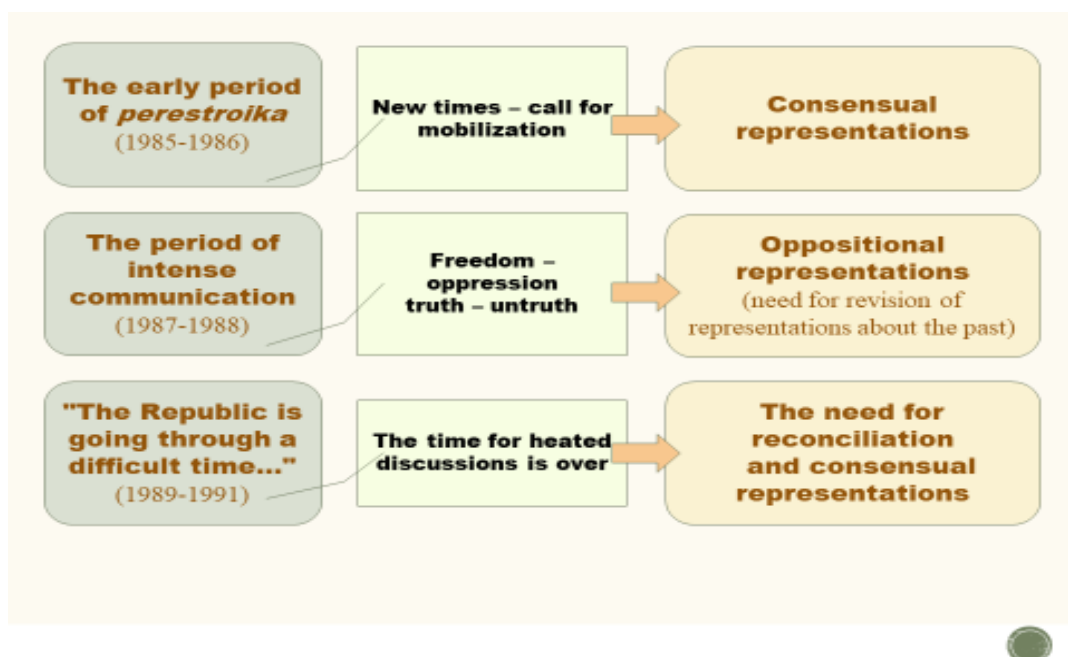 The early period
of perestroika
(1985-1986)
New times – call for
mobilization
Consensual
representations
The period of
intense
communication
(1987-1988)
Freedom –
oppression
truth – untruth
Oppositional
representations
(need for revision of
representations about the past)
"The Republic is
going through a
difficult time..."
(1989-1991)
The time for heated
discussions is over
The need for
reconciliation
and consensual
representations